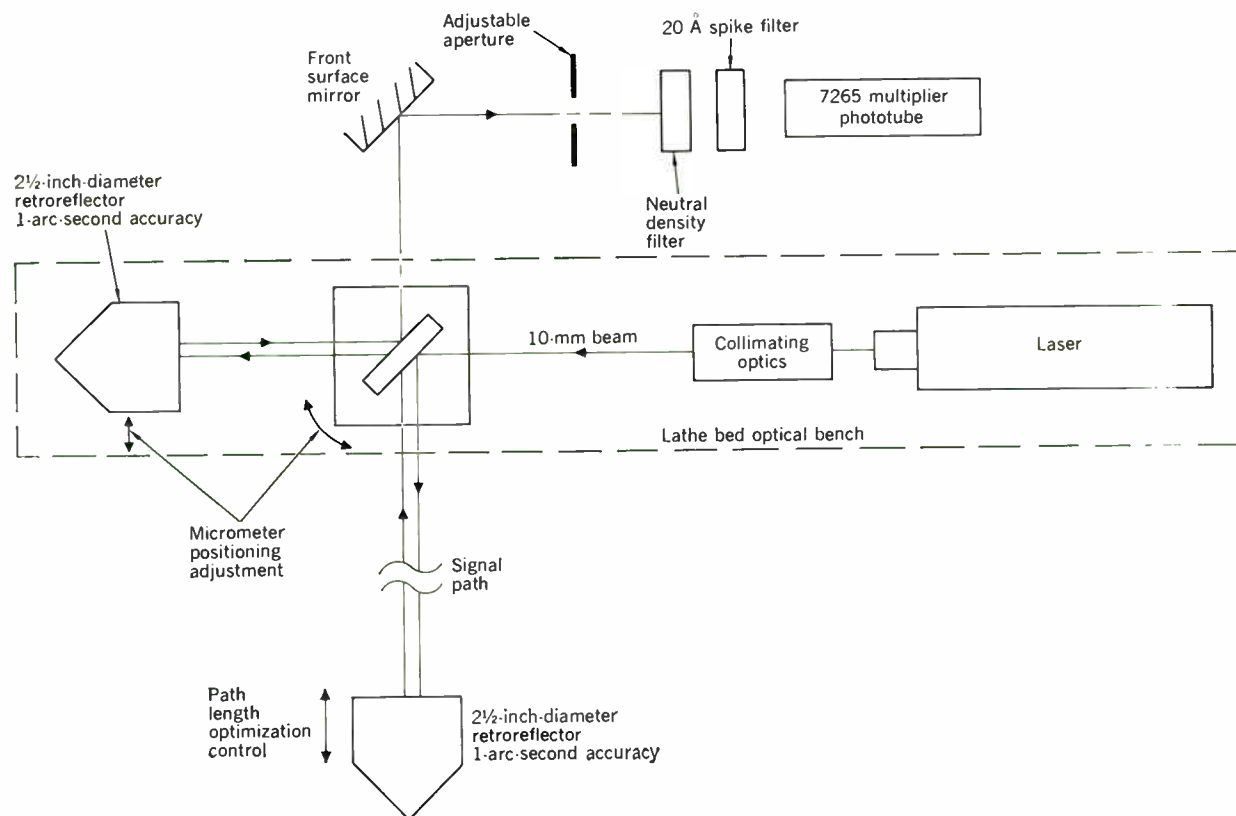 Adjustable
aperture
20 Å spike filter
Front
surface
mirror
7265 multiplier
phototube
Neutral
density
filter
2½-inch-diameter
retroreflector
1-arc-second accuracy
10-mm beam
Collimating
optics
Laser
Lathe bed optical bench
Micrometer
positioning
adjustment
Signal
path
Path
length
optimization
control
2½-inch-diameter
retroreflector
1-arc-second accuracy